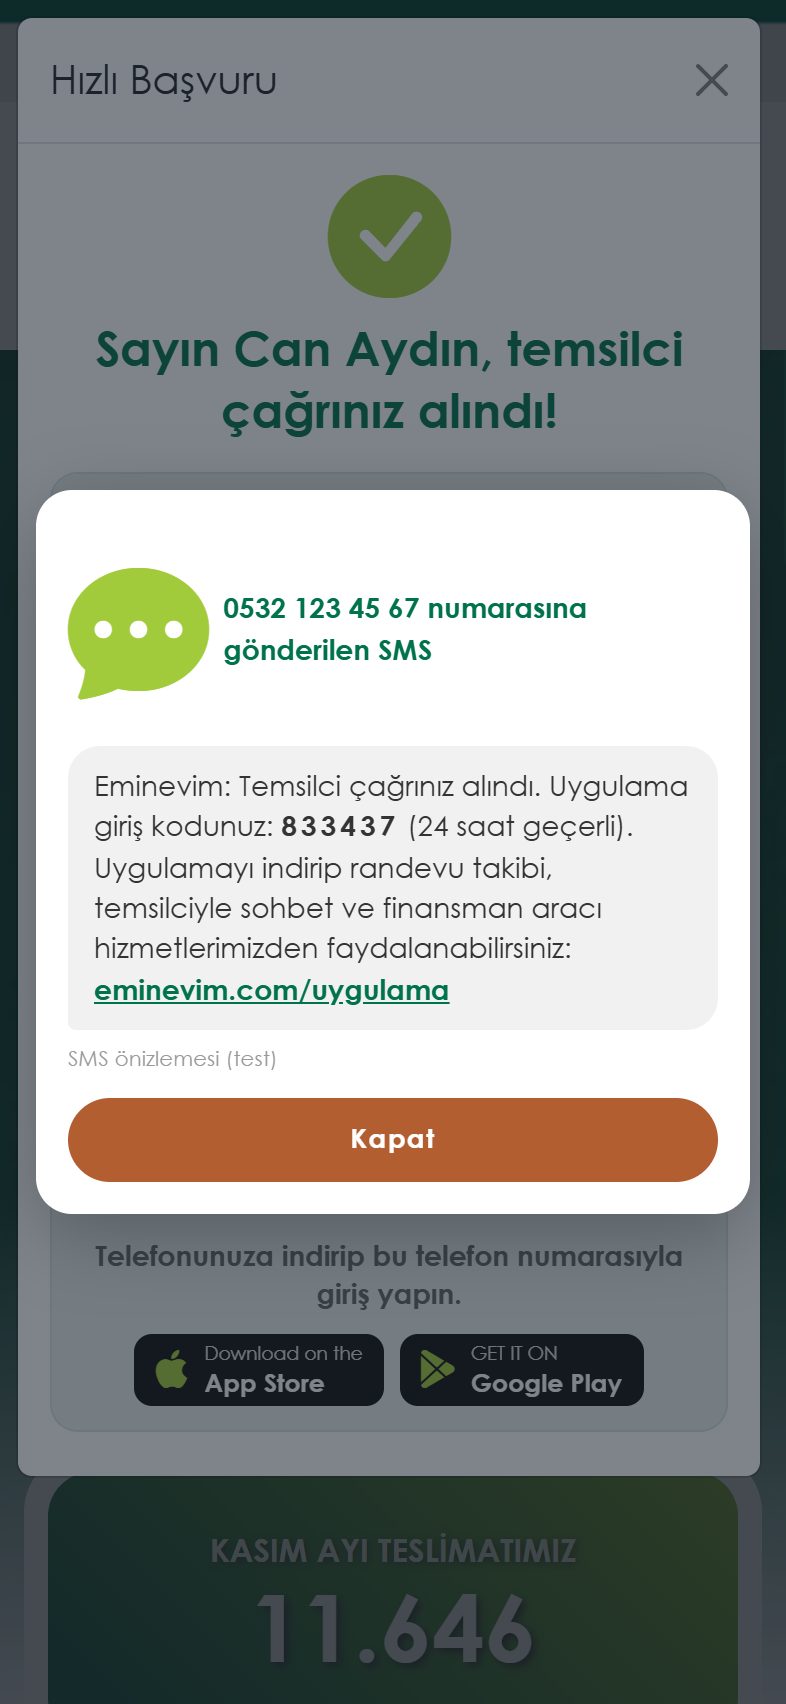 Hızlı Başvuru
Sayın Can Aydın, temsilci
çağrınız alındı!
0532 123 45 67 numarasına
gönderilen SMS
Eminevim: Temsilci çağrınız alındı. Uygulama
giriş kodunuz: 833437 (24 saat geçerli).
Uygulamayı indirip randevu takibi,
temsilciyle sohbet ve finansman aracı
hizmetlerimizden faydalanabilirsiniz:
eminevim.com/uygulama
SMS önizlemesi (test)
Kapat
Telefonunuza indirip bu telefon numarasıyla
giriş yapın.
Download on the
App Store
GET IT ON
Google Play
KASIM AYI TESLİMATIMIZ
11.646